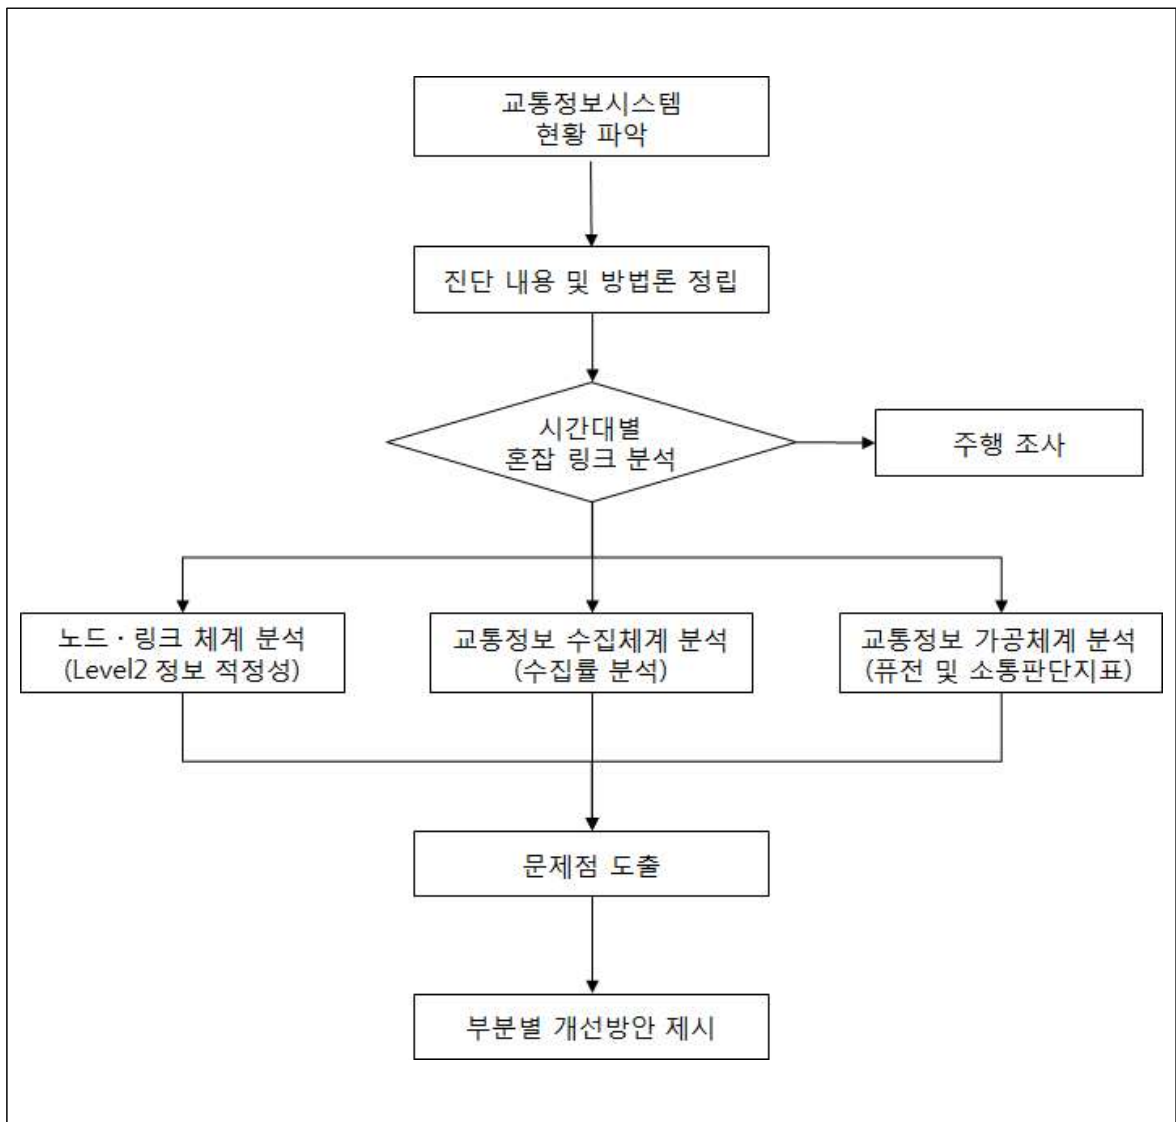 교통정보시스템
현황 파악
진단 내용 및 방법론 정립
시간대별
혼잡 링크 분석
주행 조사
노드 · 링크 체계 분석
(Level2 정보 적정성)
교통정보 수집체계 분석
(수집률 분석)
교통정보 가공체계 분석
(퓨전 및 소통판단지표)
문제점 도출
부분별 개선방안 제시